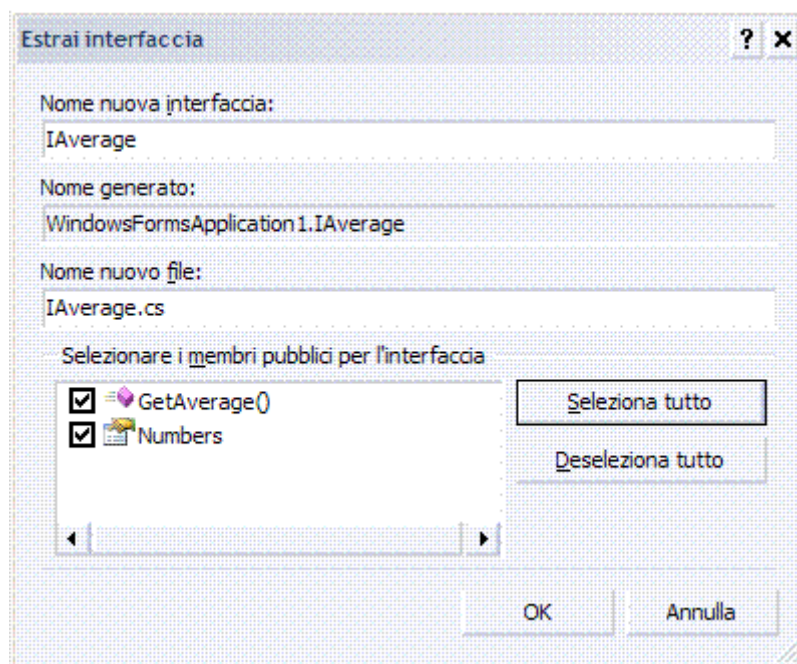 Estrai interfaccia
Nome nuova interfaccia:
IAverage
Nome generato:
WindowsFormsApplication1.IAverage
Nome nuovo file:
IAverage.cs
Selezionare i membri pubblici per l'interfaccia
GetAverage()
Numbers
Seleziona tutto
Deseleziona tutto
OK
Annulla